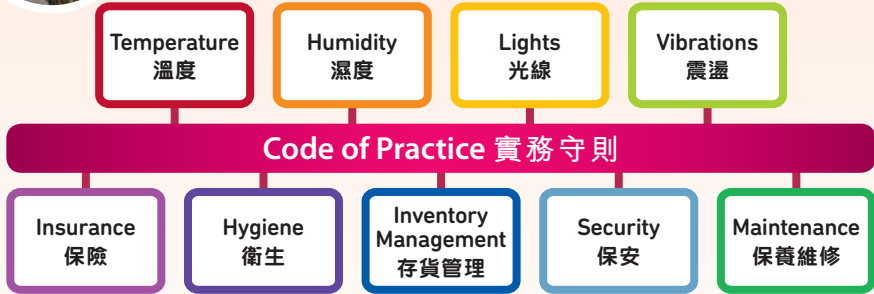 Temperature
溫度
Humidity
濕度
Lights
光線
Vibrations
震盪
Code of Practice 實務守則
Insurance
保險
Hygiene
衛生
Inventory
Management
存貨管理
Security
保安
Maintenance
保養維修